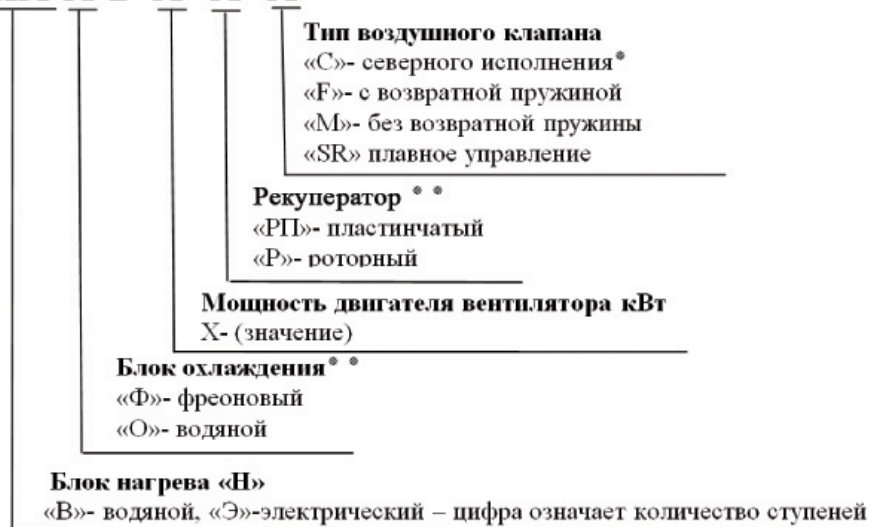 Тип воздушного клапана
«С»- северного исполнения*
«F»- с возвратной пружиной
«М»- без возвратной пружины
«SR» плавное управление
Рекуператор * *
«РП»- пластинчатый
«Р»- роторный
Мощность двигателя вентилятора кВт
Х- (значение)
Блок охлаждения* *
«Ф»- фреоновый
«О»- водяной
Блок нагрева «Н»
«В»- водяной, «Э»-электрический – цифра означает количество ступеней